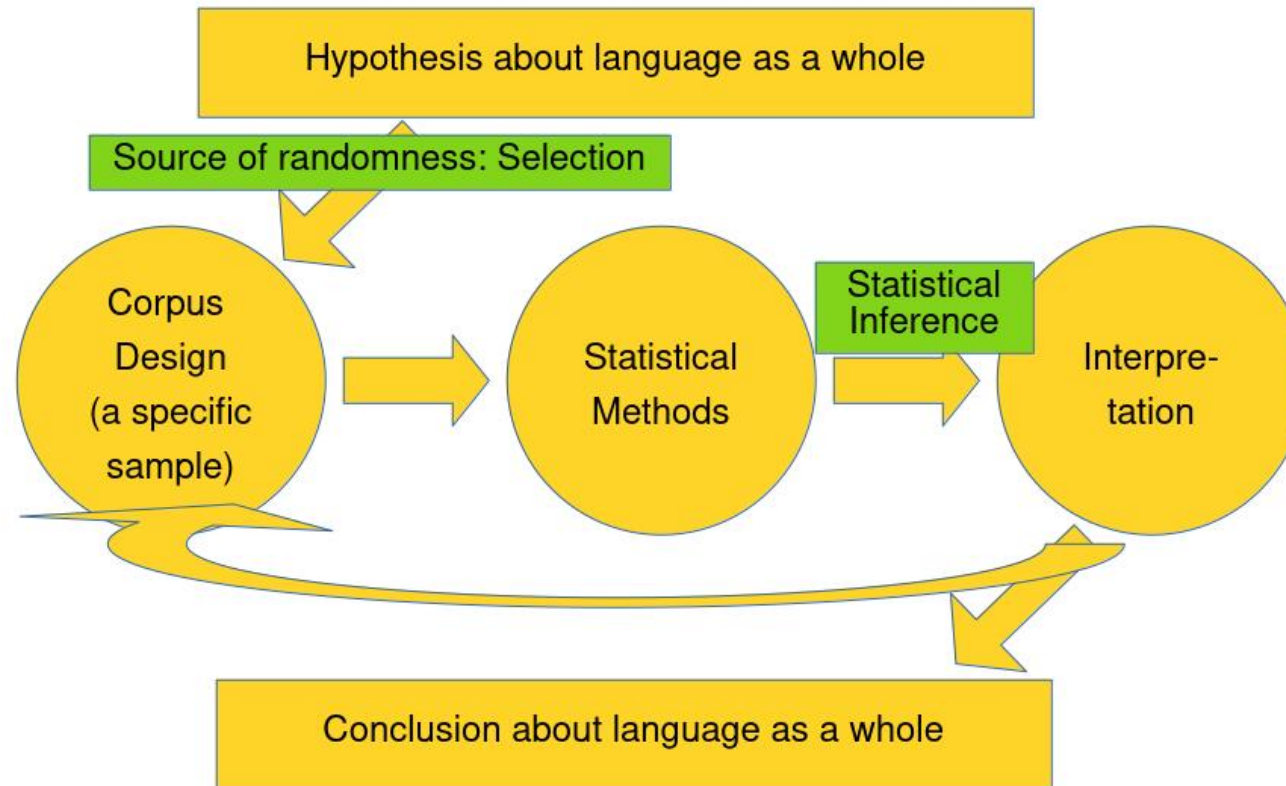 Hypothesis about language as a whole
Source of randomness: Selection
Corpus
Design
(a specific
sample)
Statistical
Methods
Statistical
Inference
Interpre-
tation
Conclusion about language as a whole